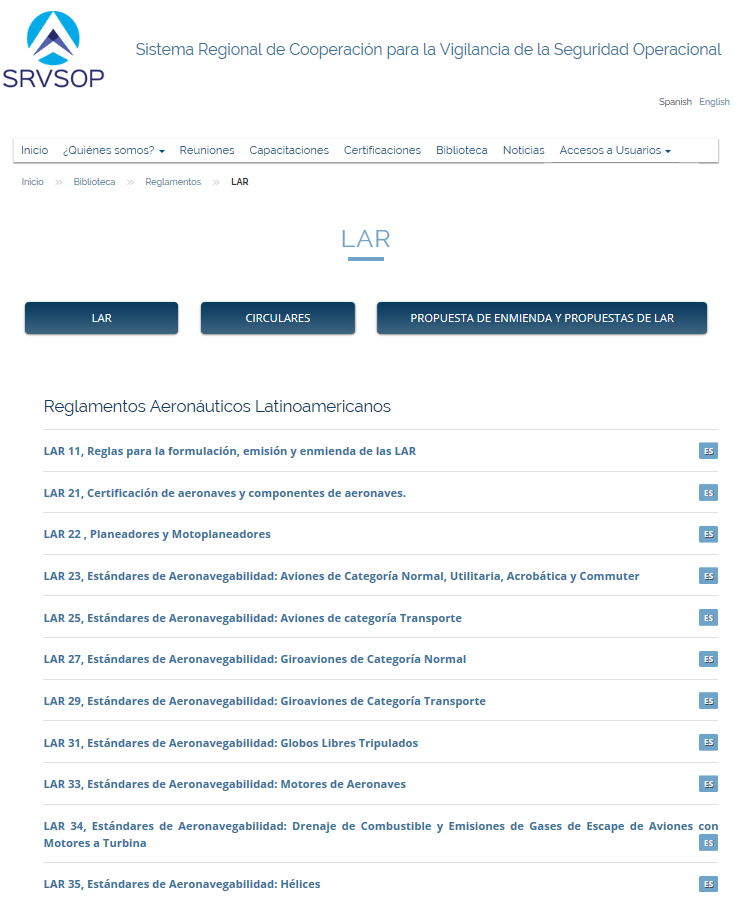 SRVSOP
Sistema Regional de Cooperación para la Vigilancia de la Seguridad Operacional
Spanish English
Inicio ¿Quiénes somos? Reuniones Capacitaciones Certificaciones Biblioteca Noticias Accesos a Usuarios
Inicio » Biblioteca » Reglamentos » LAR
LAR
LAR CIRCULARES PROPUESTA DE ENMIENDA Y PROPUESTAS DE LAR
Reglamentos Aeronáuticos Latinoamericanos
LAR 11, Reglas para la formulación, emisión y enmienda de las LAR ES
LAR 21, Certificación de aeronaves y componentes de aeronaves. ES
LAR 22 , Planeadores y Motoplaneadores ES
LAR 23, Estándares de Aeronavegabilidad: Aviones de Categoría Normal, Utilitaria, Acrobática y Commuter ES
LAR 25, Estándares de Aeronavegabilidad: Aviones de categoría Transporte ES
LAR 27, Estándares de Aeronavegabilidad: Giroaviones de Categoría Normal ES
LAR 29, Estándares de Aeronavegabilidad: Giroaviones de Categoría Transporte ES
LAR 31, Estándares de Aeronavegabilidad: Globos Libres Tripulados ES
LAR 33, Estándares de Aeronavegabilidad: Motores de Aeronaves ES
LAR 34, Estándares de Aeronavegabilidad: Drenaje de Combustible y Emisiones de Gases de Escape de Aviones con
Motores a Turbina ES
LAR 35, Estándares de Aeronavegabilidad: Hélices ES